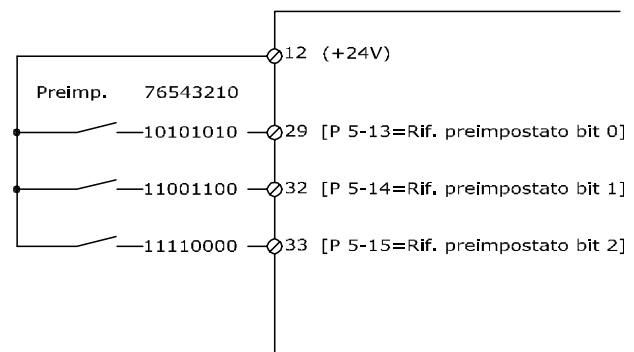 12 (+24V)
Preimp. 76543210
10101010 29 [P 5-13=Rif. preimpostato bit 0]
11001100 32 [P 5-14=Rif. preimpostato bit 1]
11110000 33 [P 5-15=Rif. preimpostato bit 2]